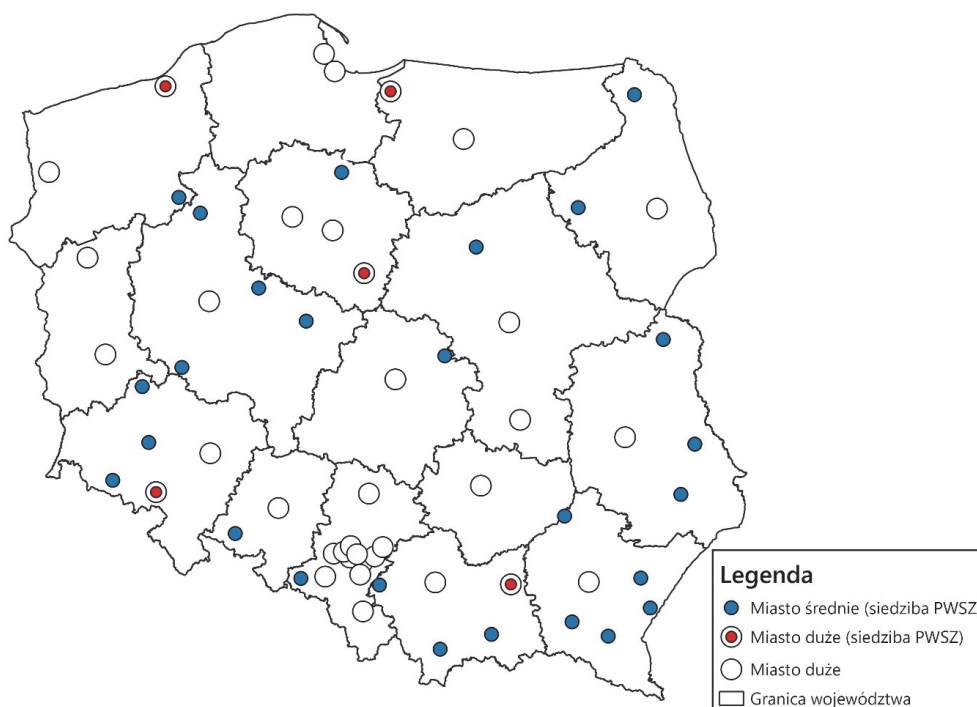 Legenda
Miasto średnie (siedziba PWSZ
Miasto duże (siedziba PWSZ)
Miasto duże
Granica województwa